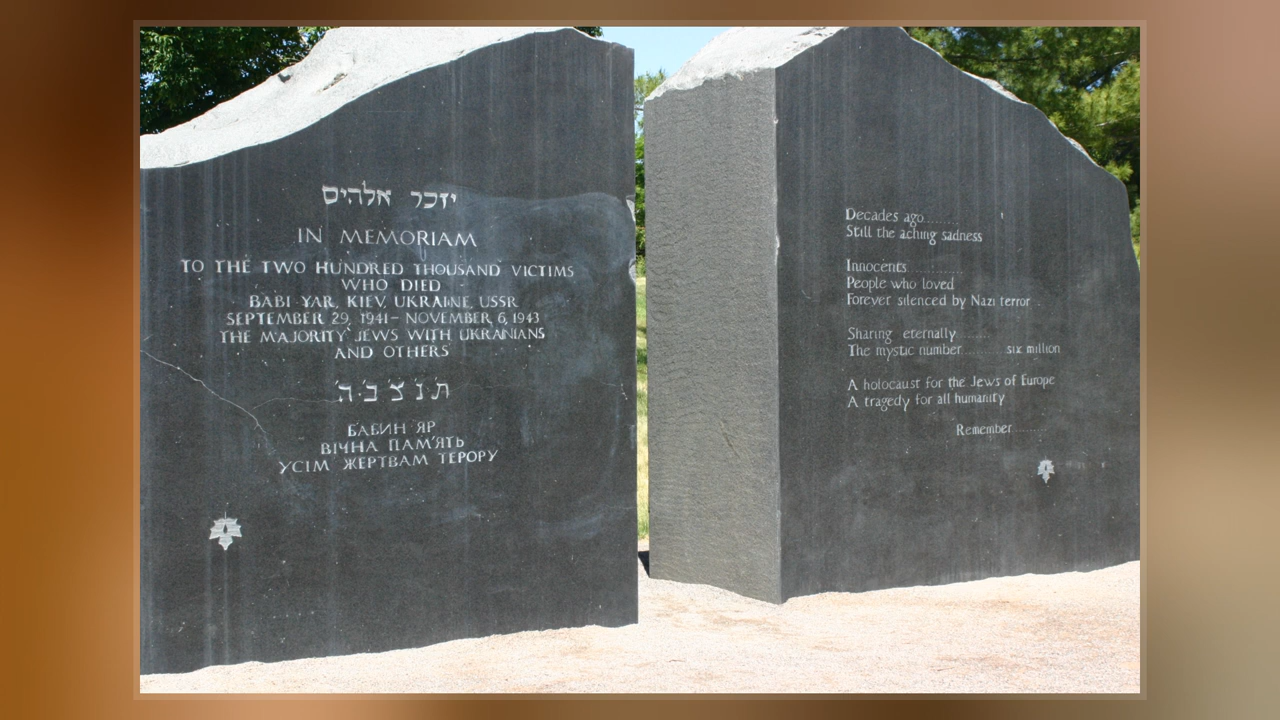 יזכר אלהים
IN MEMORIAM
TO THE TWO HUNDRED THOUSAND VICTIMS
WHO DIED
BABI YAR, KIEV, UKRAINE, USSR
SEPTEMBER 29, 1941 – NOVEMBER 6, 1943
THE MAJORITY JEWS WITH UKRAINIANS
AND OTHERS
ת נ צ ב ה
БАБИН ЯР
ВІЧНА ПАМ'ЯТЬ
УСІМ ЖЕРТВАМ ТЕРОРУ
Decades ago........
Still the aching sadness
Innocents.............
People who loved
Forever silenced by Nazi terror..
Sharing eternally........
The mystic number..........six million
A holocaust for the Jews of Europe
A tragedy for all humanity
Remember........